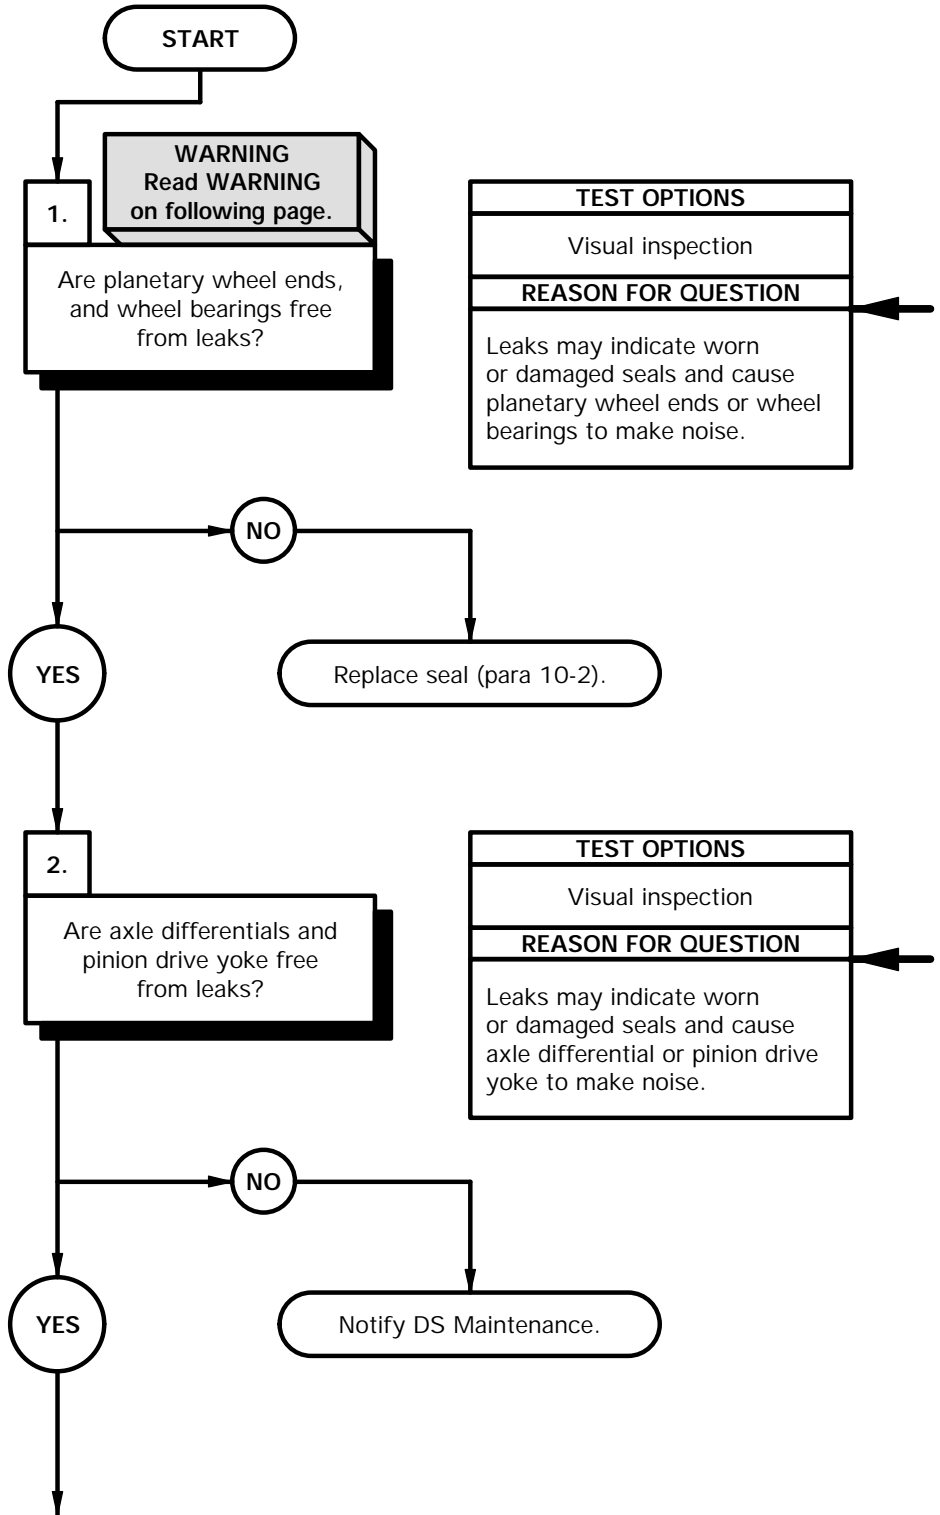 START
WARNING
Read WARNING
on following page.
1.
Are planetary wheel ends,
and wheel bearings free
from leaks?
TEST OPTIONS
Visual inspection
REASON FOR QUESTION
Leaks may indicate worn
or damaged seals and cause
planetary wheel ends or wheel
bearings to make noise.
NO
YES
Replace seal (para 10-2).
2.
Are axle differentials and
pinion drive yoke free
from leaks?
TEST OPTIONS
Visual inspection
REASON FOR QUESTION
Leaks may indicate worn
or damaged seals and cause
axle differential or pinion drive
yoke to make noise.
NO
YES
Notify DS Maintenance.